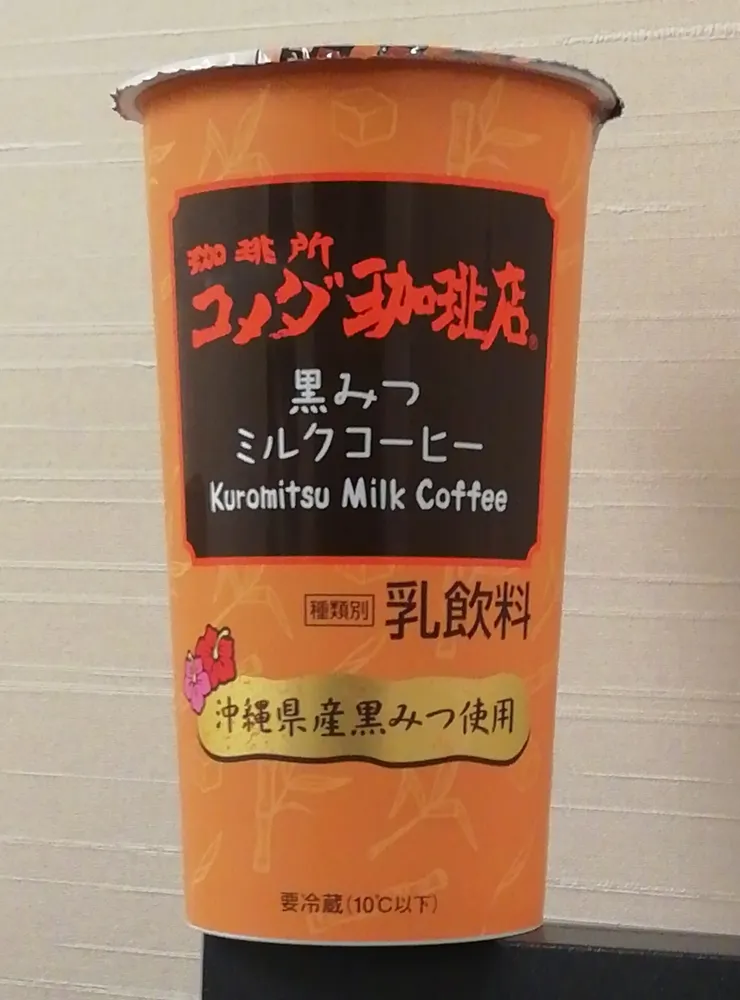 珈琲所
コメダ珈琲店®
黒みつ
ミルクコーヒー
Kuromitsu Milk Coffee
種類別 乳飲料
沖縄県産黒みつ使用
要冷蔵(10℃以下)